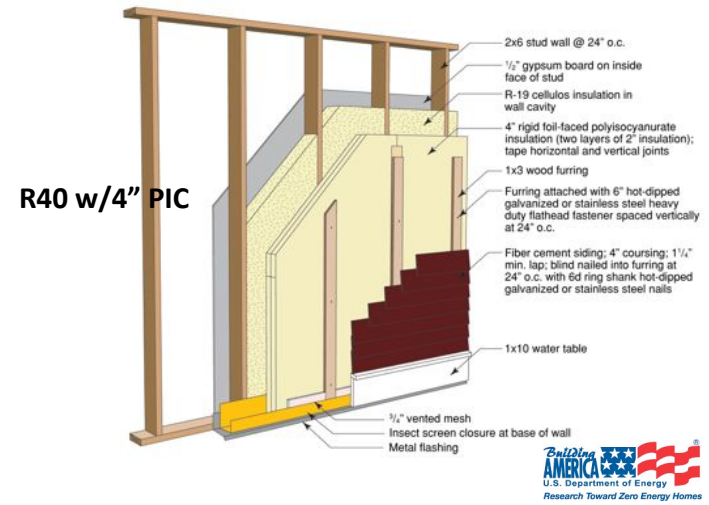 2x6 stud wall @ 24" o.c.
½" gypsum board on inside
face of stud
R-19 cellulos insulation in
wall cavity
4" rigid foil-faced polyisocyanurate
insulation (two layers of 2" insulation);
tape horizontal and vertical joints
1x3 wood furring
R40 w/4" PIC
Furring attached with 6" hot-dipped
galvanized or stainless steel heavy
duty flathead fastener spaced vertically
at 24" o.c.
Fiber cement siding; 4" coursing; 1¼"
min. lap; blind nailed into furring at
24" o.c. with 6d ring shank hot-dipped
galvanized or stainless steel nails
1x10 water table
¾" vented mesh
Insect screen closure at base of wall
Metal flashing
Building
AMERICA
®
U.S. Department of Energy
Research Toward Zero Energy Homes